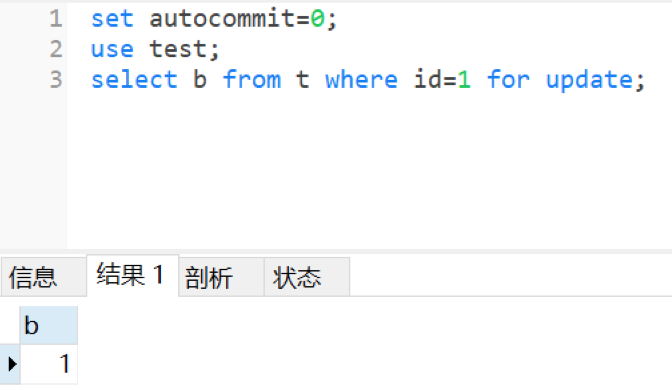 1 set autocommit=0;
2 use test;
3 select b from t where id=1 for update;
信息 结果 1 剖析 状态
b
1